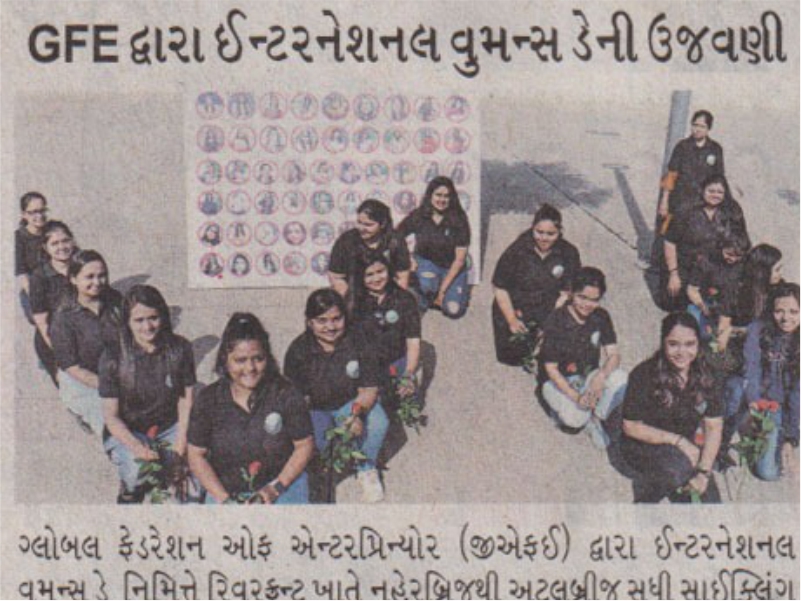 GFE દ્વારા ઈન્ટરનેશનલ વુમન્સ ડેની ઉજવણી
ગ્લોબલ ફેડરેશન ઓફ એન્ટરપ્રિન્યોર (જીએફઈ) દ્વારા ઈન્ટરનેશનલ
વુમન્સ ડે નિમિત્તે રિવરફ્રન્ટ ખાતે નહેરુબ્રિજથી અટલબ્રીજ સુધી સાઈક્લિંગ